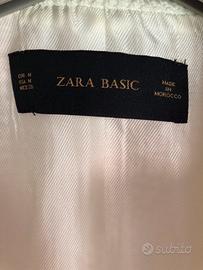 EUR M
USA M
MEX 28
ZARA BASIC
MADE
IN
MOROCCO
subito